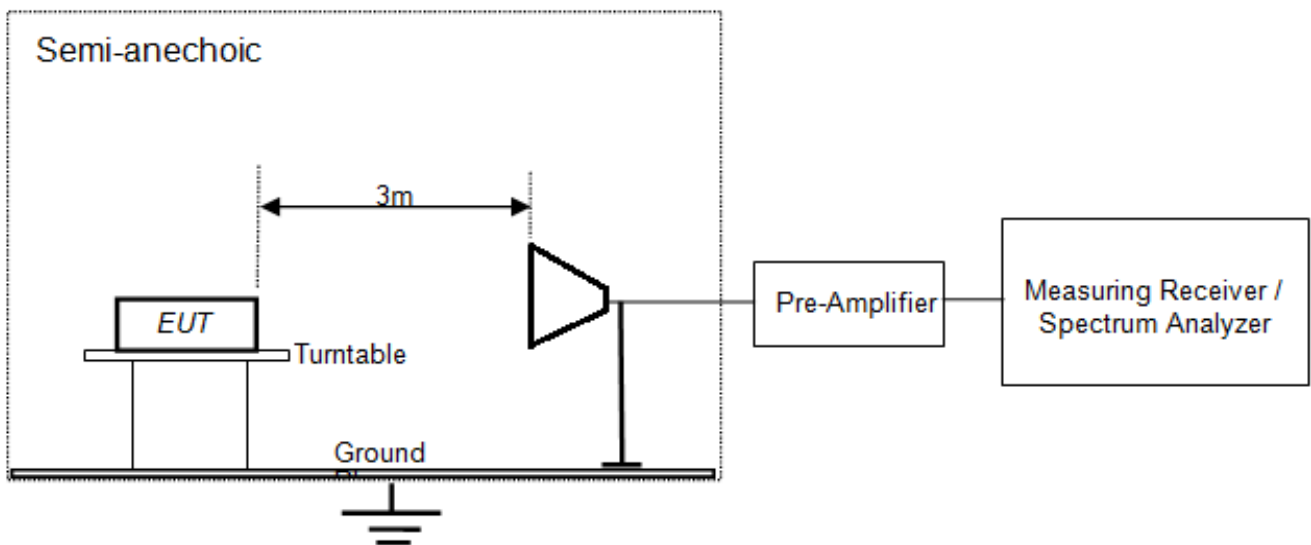 Semi-anechoic
3m
EUT
Turntable
Ground
Pre-Amplifier
Measuring Receiver /
Spectrum Analyzer